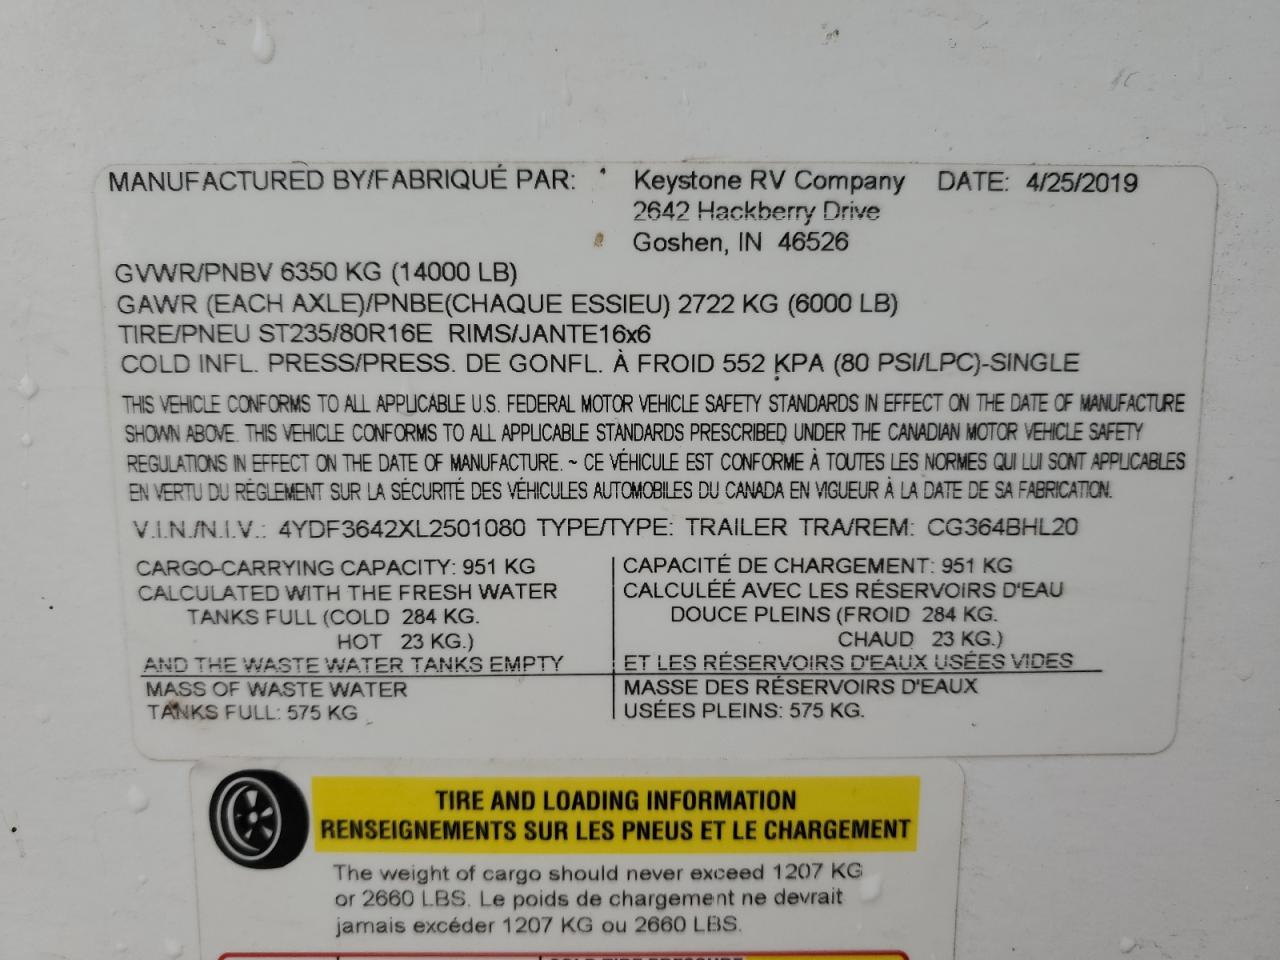 MANUFACTURED BY/FABRIQUÉ PAR: Keystone RV Company DATE: 4/25/2019
2642 Hackberry Drive
Goshen, IN 46526
GVWR/PNBV 6350 KG (14000 LB)
GAWR (EACH AXLE)/PNBE(CHAQUE ESSIEU) 2722 KG (6000 LB)
TIRE/PNEU ST235/80R16E RIMS/JANTE16x6
COLD INFL. PRESS/PRESS. DE GONFL. À FROID 552 KPA (80 PSI/LPC)-SINGLE
THIS VEHICLE CONFORMS TO ALL APPLICABLE U.S. FEDERAL MOTOR VEHICLE SAFETY STANDARDS IN EFFECT ON THE DATE OF MANUFACTURE
SHOWN ABOVE. THIS VEHICLE CONFORMS TO ALL APPLICABLE STANDARDS PRESCRIBED UNDER THE CANADIAN MOTOR VEHICLE SAFETY
REGULATIONS IN EFFECT ON THE DATE OF MANUFACTURE. ~ CE VÉHICULE EST CONFORME À TOUTES LES NORMES QUI LUI SONT APPLICABLES
EN VERTU DU RÉGLEMENT SUR LA SÉCURITÉ DES VÉHICULES AUTOMOBILES DU CANADA EN VIGUEUR À LA DATE DE SA FABRICATION.
V.I.N./N.I.V.: 4YDF3642XL2501080 TYPE/TYPE: TRAILER TRA/REM: CG364BHL20
CARGO-CARRYING CAPACITY: 951 KG
CALCULATED WITH THE FRESH WATER
TANKS FULL (COLD 284 KG.
HOT 23 KG.)
AND THE WASTE WATER TANKS EMPTY
MASS OF WASTE WATER
TANKS FULL: 575 KG
CAPACITÉ DE CHARGEMENT: 951 KG
CALCULÉE AVEC LES RÉSERVOIRS D'EAU
DOUCE PLEINS (FROID 284 KG.
CHAUD 23 KG.)
ET LES RÉSERVOIRS D'EAUX USÉES VIDES
MASSE DES RÉSERVOIRS D'EAUX
USÉES PLEINS: 575 KG.
TIRE AND LOADING INFORMATION
RENSEIGNEMENTS SUR LES PNEUS ET LE CHARGEMENT
The weight of cargo should never exceed 1207 KG
or 2660 LBS. Le poids de chargement ne devrait
jamais excéder 1207 KG ou 2660 LBS.
COLD TIRE PRESSURE